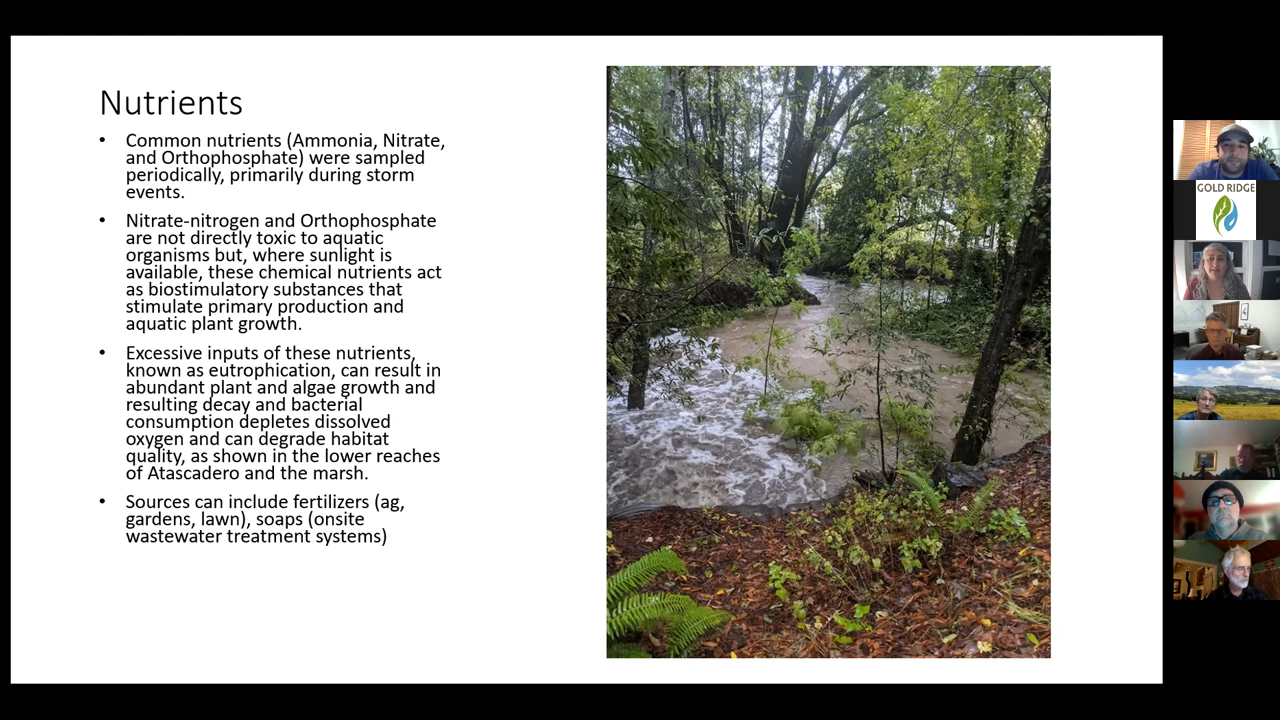 Nutrients
• Common nutrients (Ammonia, Nitrate,
and Orthophosphate) were sampled
periodically, primarily during storm
events.
• Nitrate-nitrogen and Orthophosphate
are not directly toxic to aquatic
organisms but, where sunlight is
available, these chemical nutrients act
as biostimulatory substances that
stimulate primary production and
aquatic plant growth.
• Excessive inputs of these nutrients,
known as eutrophication, can result in
abundant plant and algae growth and
resulting decay and bacterial
consumption depletes dissolved
oxygen and can degrade habitat
quality, as shown in the lower reaches
of Atascadero and the marsh.
• Sources can include fertilizers (ag,
gardens, lawn), soaps (onsite
wastewater treatment systems)
GOLD RIDGE